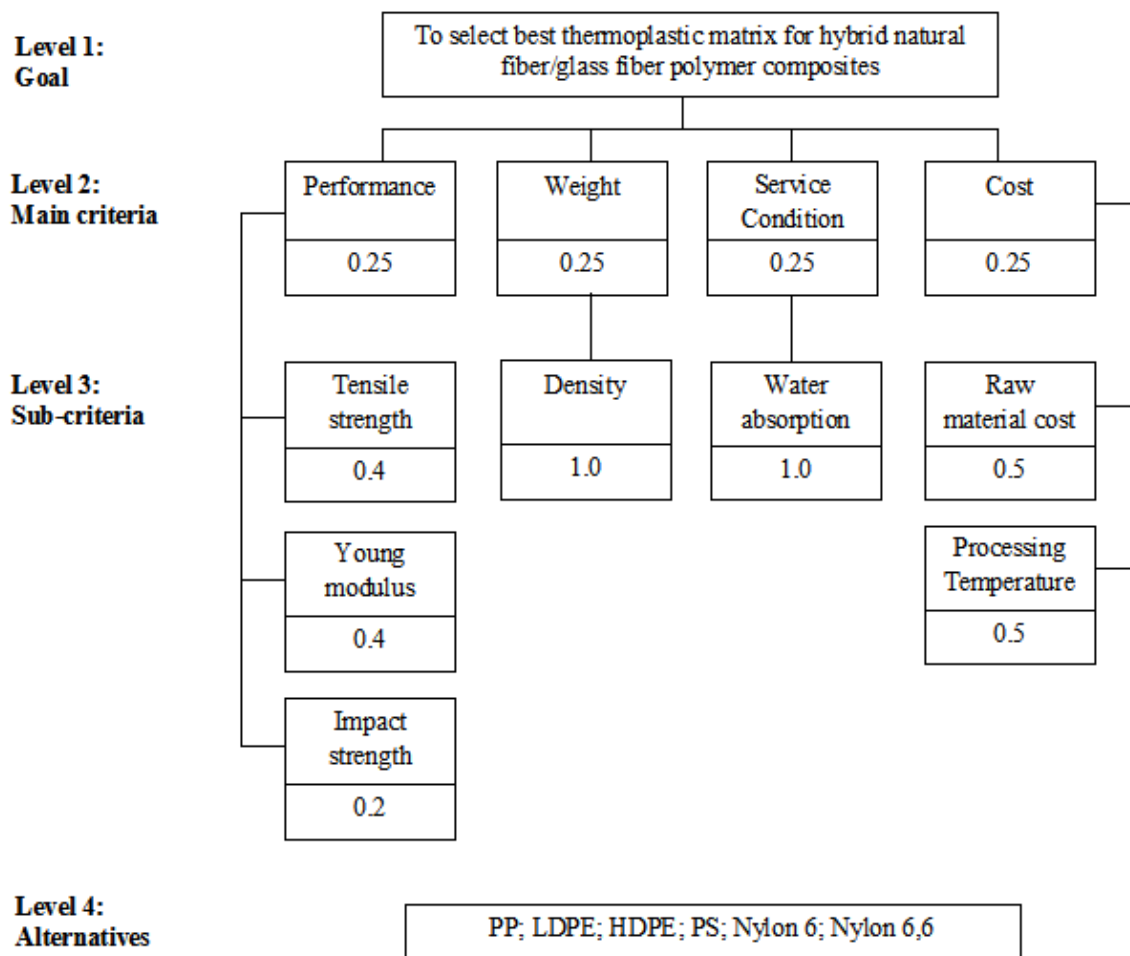 Level 1:
Goal
To select best thermoplastic matrix for hybrid natural
fiber/glass fiber polymer composites
Level 2:
Main criteria
Performance
0.25
Weight
0.25
Service
Condition
0.25
Cost
0.25
Level 3:
Sub-criteria
Tensile
strength
0.4
Density
1.0
Water
absorption
1.0
Raw
material cost
0.5
Young
modulus
0.4
Processing
Temperature
0.5
Impact
strength
0.2
Level 4:
Alternatives
PP; LDPE; HDPE; PS; Nylon 6; Nylon 6,6